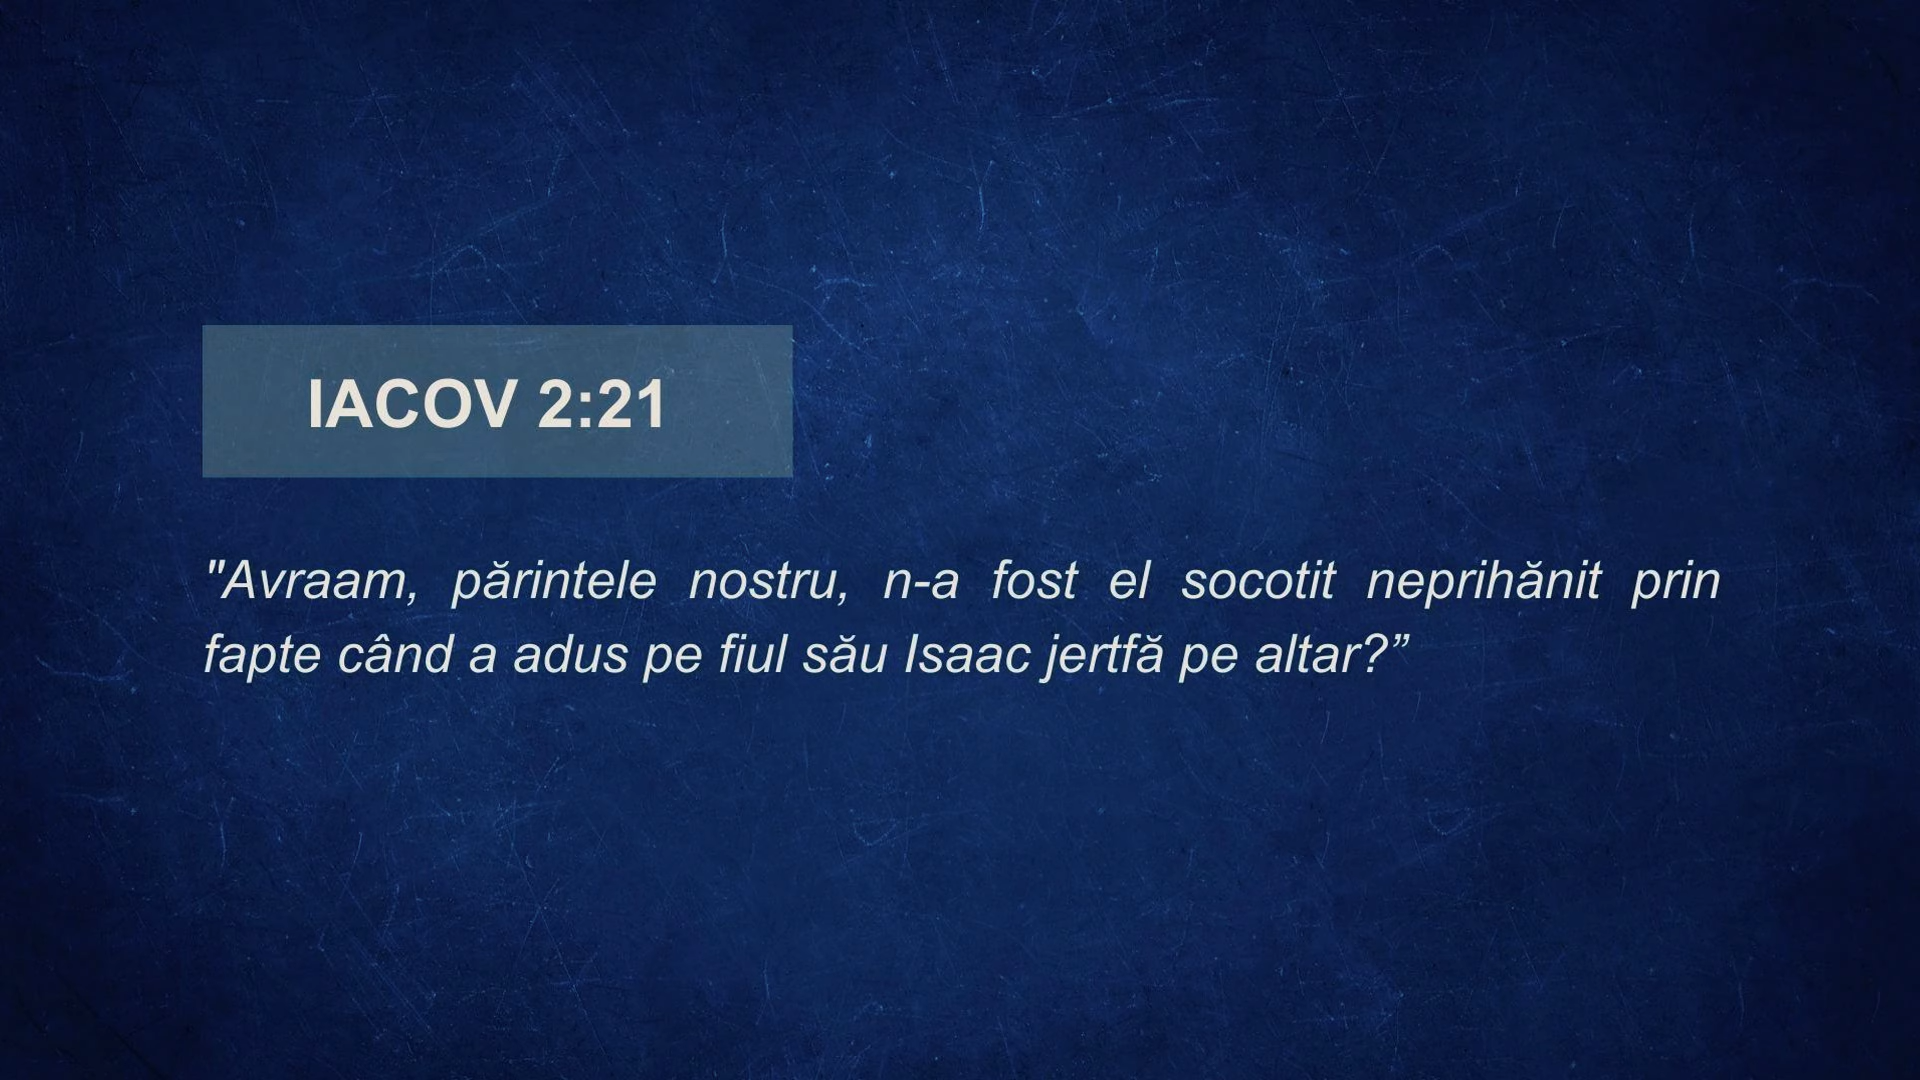 IACOV 2:21
"Avraam, părintele nostru, n-a fost el socotit neprihănit prin
fapte când a adus pe fiul său Isaac jertfă pe altar?”